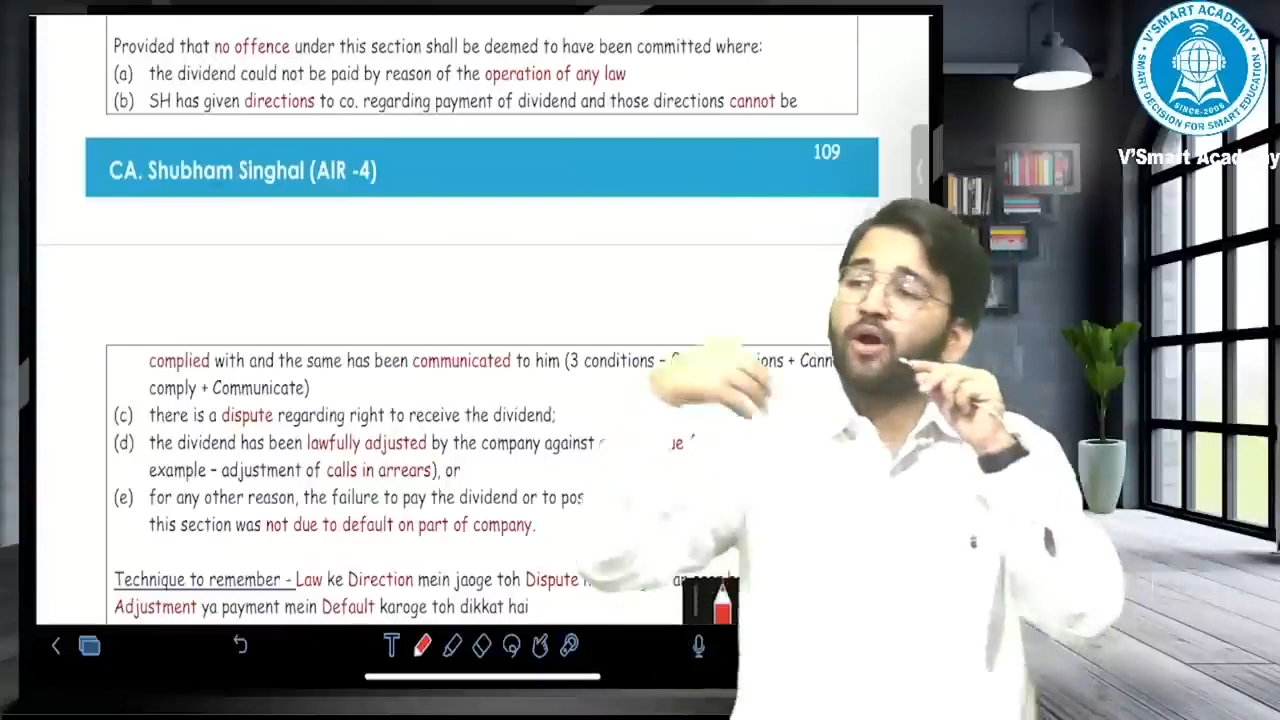 Provided that no offence under this section shall be deemed to have been committed where:
(a) the dividend could not be paid by reason of the operation of any law
(b) SH has given directions to co. regarding payment of dividend and those directions cannot be
109
CA. Shubham Singhal (AIR -4)
complied with and the same has been communicated to him (3 conditions -
comply + Communicate)
(c) there is a dispute regarding right to receive the dividend;
(d) the dividend has been lawfully adjusted by the company against
example - adjustment of calls in arrears), or
(e) for any other reason, the failure to pay the dividend or to
this section was not due to default on part of company.
Technique to remember - Law ke Direction mein jaoge toh Dispute
Adjustment ya payment mein Default karoge toh dikkat hai
V'SMART ACADEMY
SINCE-2005
SMART DECISION FOR SMART EDUCATION
V'Smart Academy